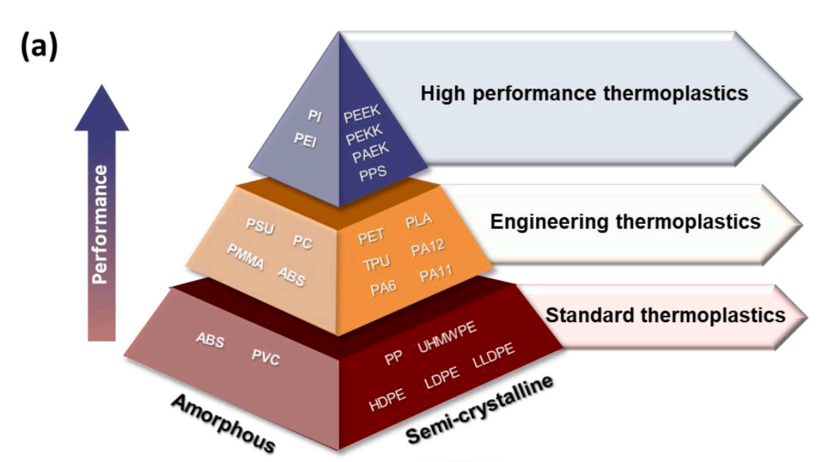 (a)
Performance
PI
PEI
PEEK
PEKK
PAEK
PPS
High performance thermoplastics
PSU PC
PMMA ABS
PET PLA
TPU PA12
PA6 PA11
Engineering thermoplastics
ABS PVC
PP UHMWPE
HDPE LDPE LLDPE
Standard thermoplastics
Amorphous
Semi-crystalline